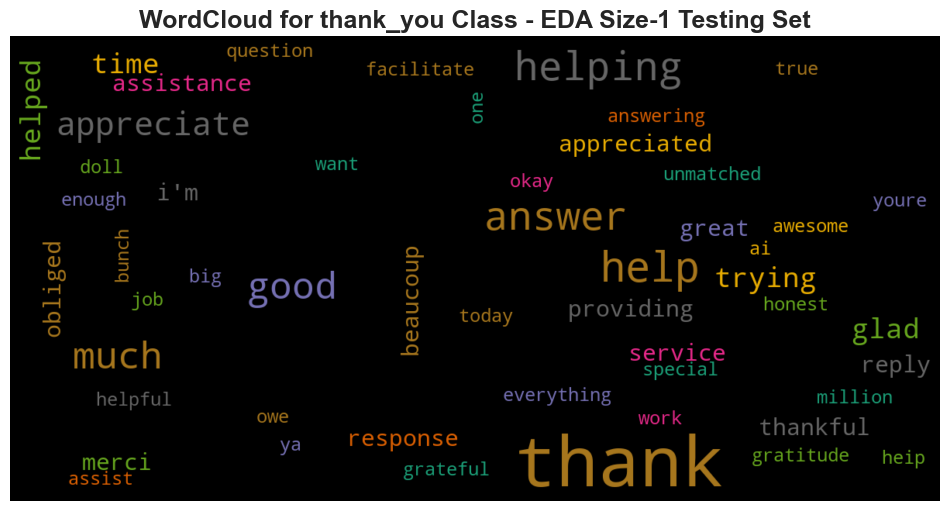 WordCloud for thank_you Class - EDA Size-1 Testing Set
question
time
facilitate
helping
true
helped
assistance
one
answering
appreciate
appreciated
doll
want
okay
unmatched
enough
i'm
answer
great
awesome
youre
obliged
bunch
big
good
beaucoup
help
ai
trying
job
today
providing
honest
glad
much
service
special
reply
helpful
everything
million
owe
work
thankful
ya
response
thank
gratitude
heip
merci
assist
grateful